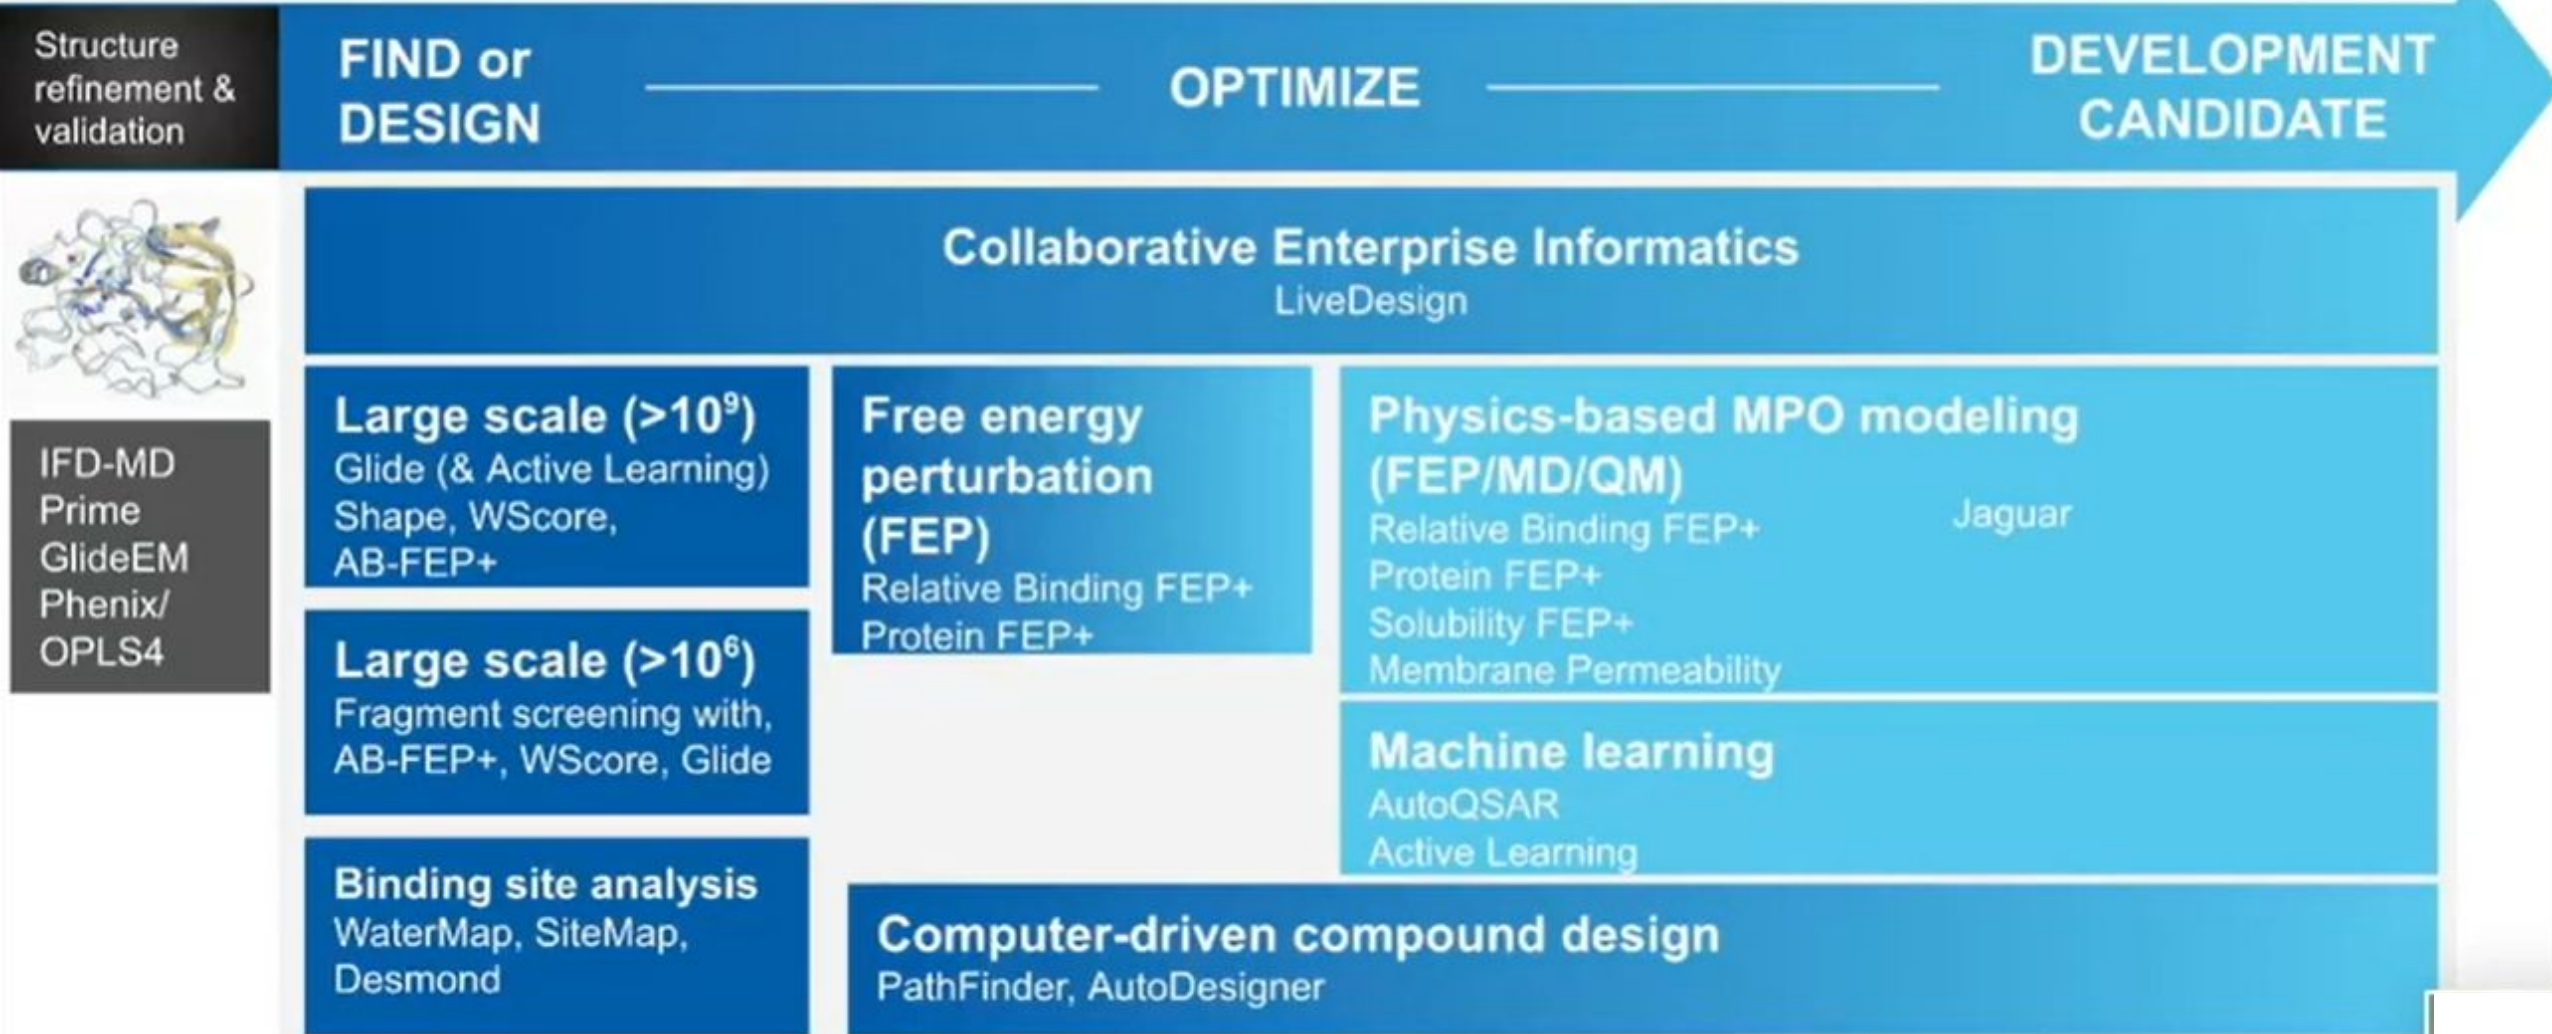 Structure
refinement &
validation
FIND or
DESIGN
OPTIMIZE
DEVELOPMENT
CANDIDATE
Collaborative Enterprise Informatics
LiveDesign
IFD-MD
Prime
GlideEM
Phenix/
OPLS4
Large scale (>10⁹)
Glide (& Active Learning)
Shape, WScore,
AB-FEP+
Large scale (>10⁶)
Fragment screening with,
AB-FEP+, WScore, Glide
Binding site analysis
WaterMap, SiteMap,
Desmond
Free energy
perturbation
(FEP)
Relative Binding FEP+
Protein FEP+
Physics-based MPO modeling
(FEP/MD/QM)
Relative Binding FEP+
Protein FEP+
Solubility FEP+
Membrane Permeability
Jaguar
Machine learning
AutoQSAR
Active Learning
Computer-driven compound design
PathFinder, AutoDesigner